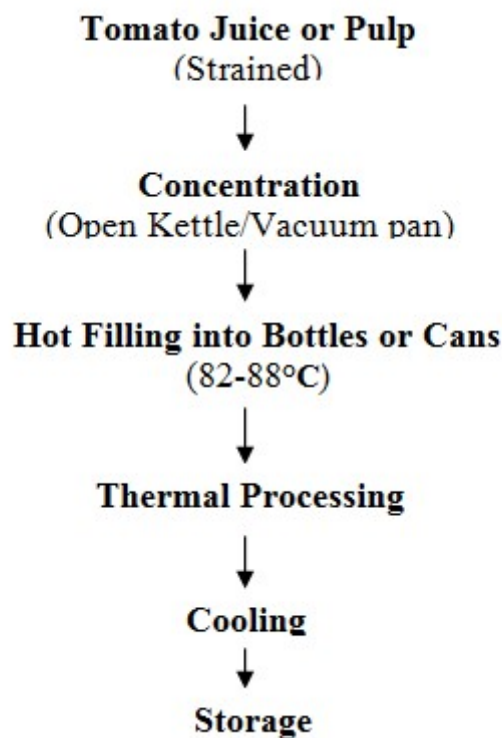 Tomato Juice or Pulp
(Strained)
Concentration
(Open Kettle/Vacuum pan)
Hot Filling into Bottles or Cans
(82-88°C)
Thermal Processing
Cooling
Storage